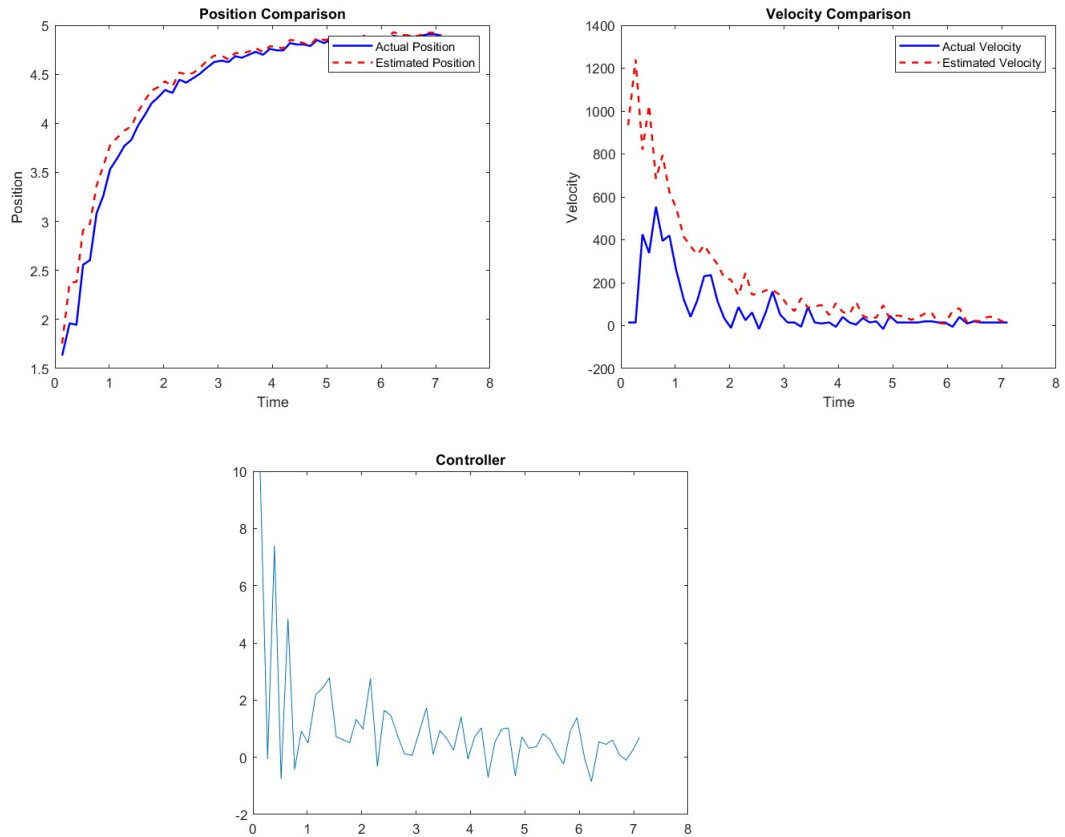 Position Comparison
5
4.5
4
3.5
3
2.5
2
1.5
Position
0 1 2 3 4 5 6 7 8
Time
Actual Position
Estimated Position
Velocity Comparison
1400
1200
1000
800
600
400
200
0
-200
Velocity
0 1 2 3 4 5 6 7 8
Time
Actual Velocity
Estimated Velocity
Controller
10
8
6
4
2
0
-2
0 1 2 3 4 5 6 7 8